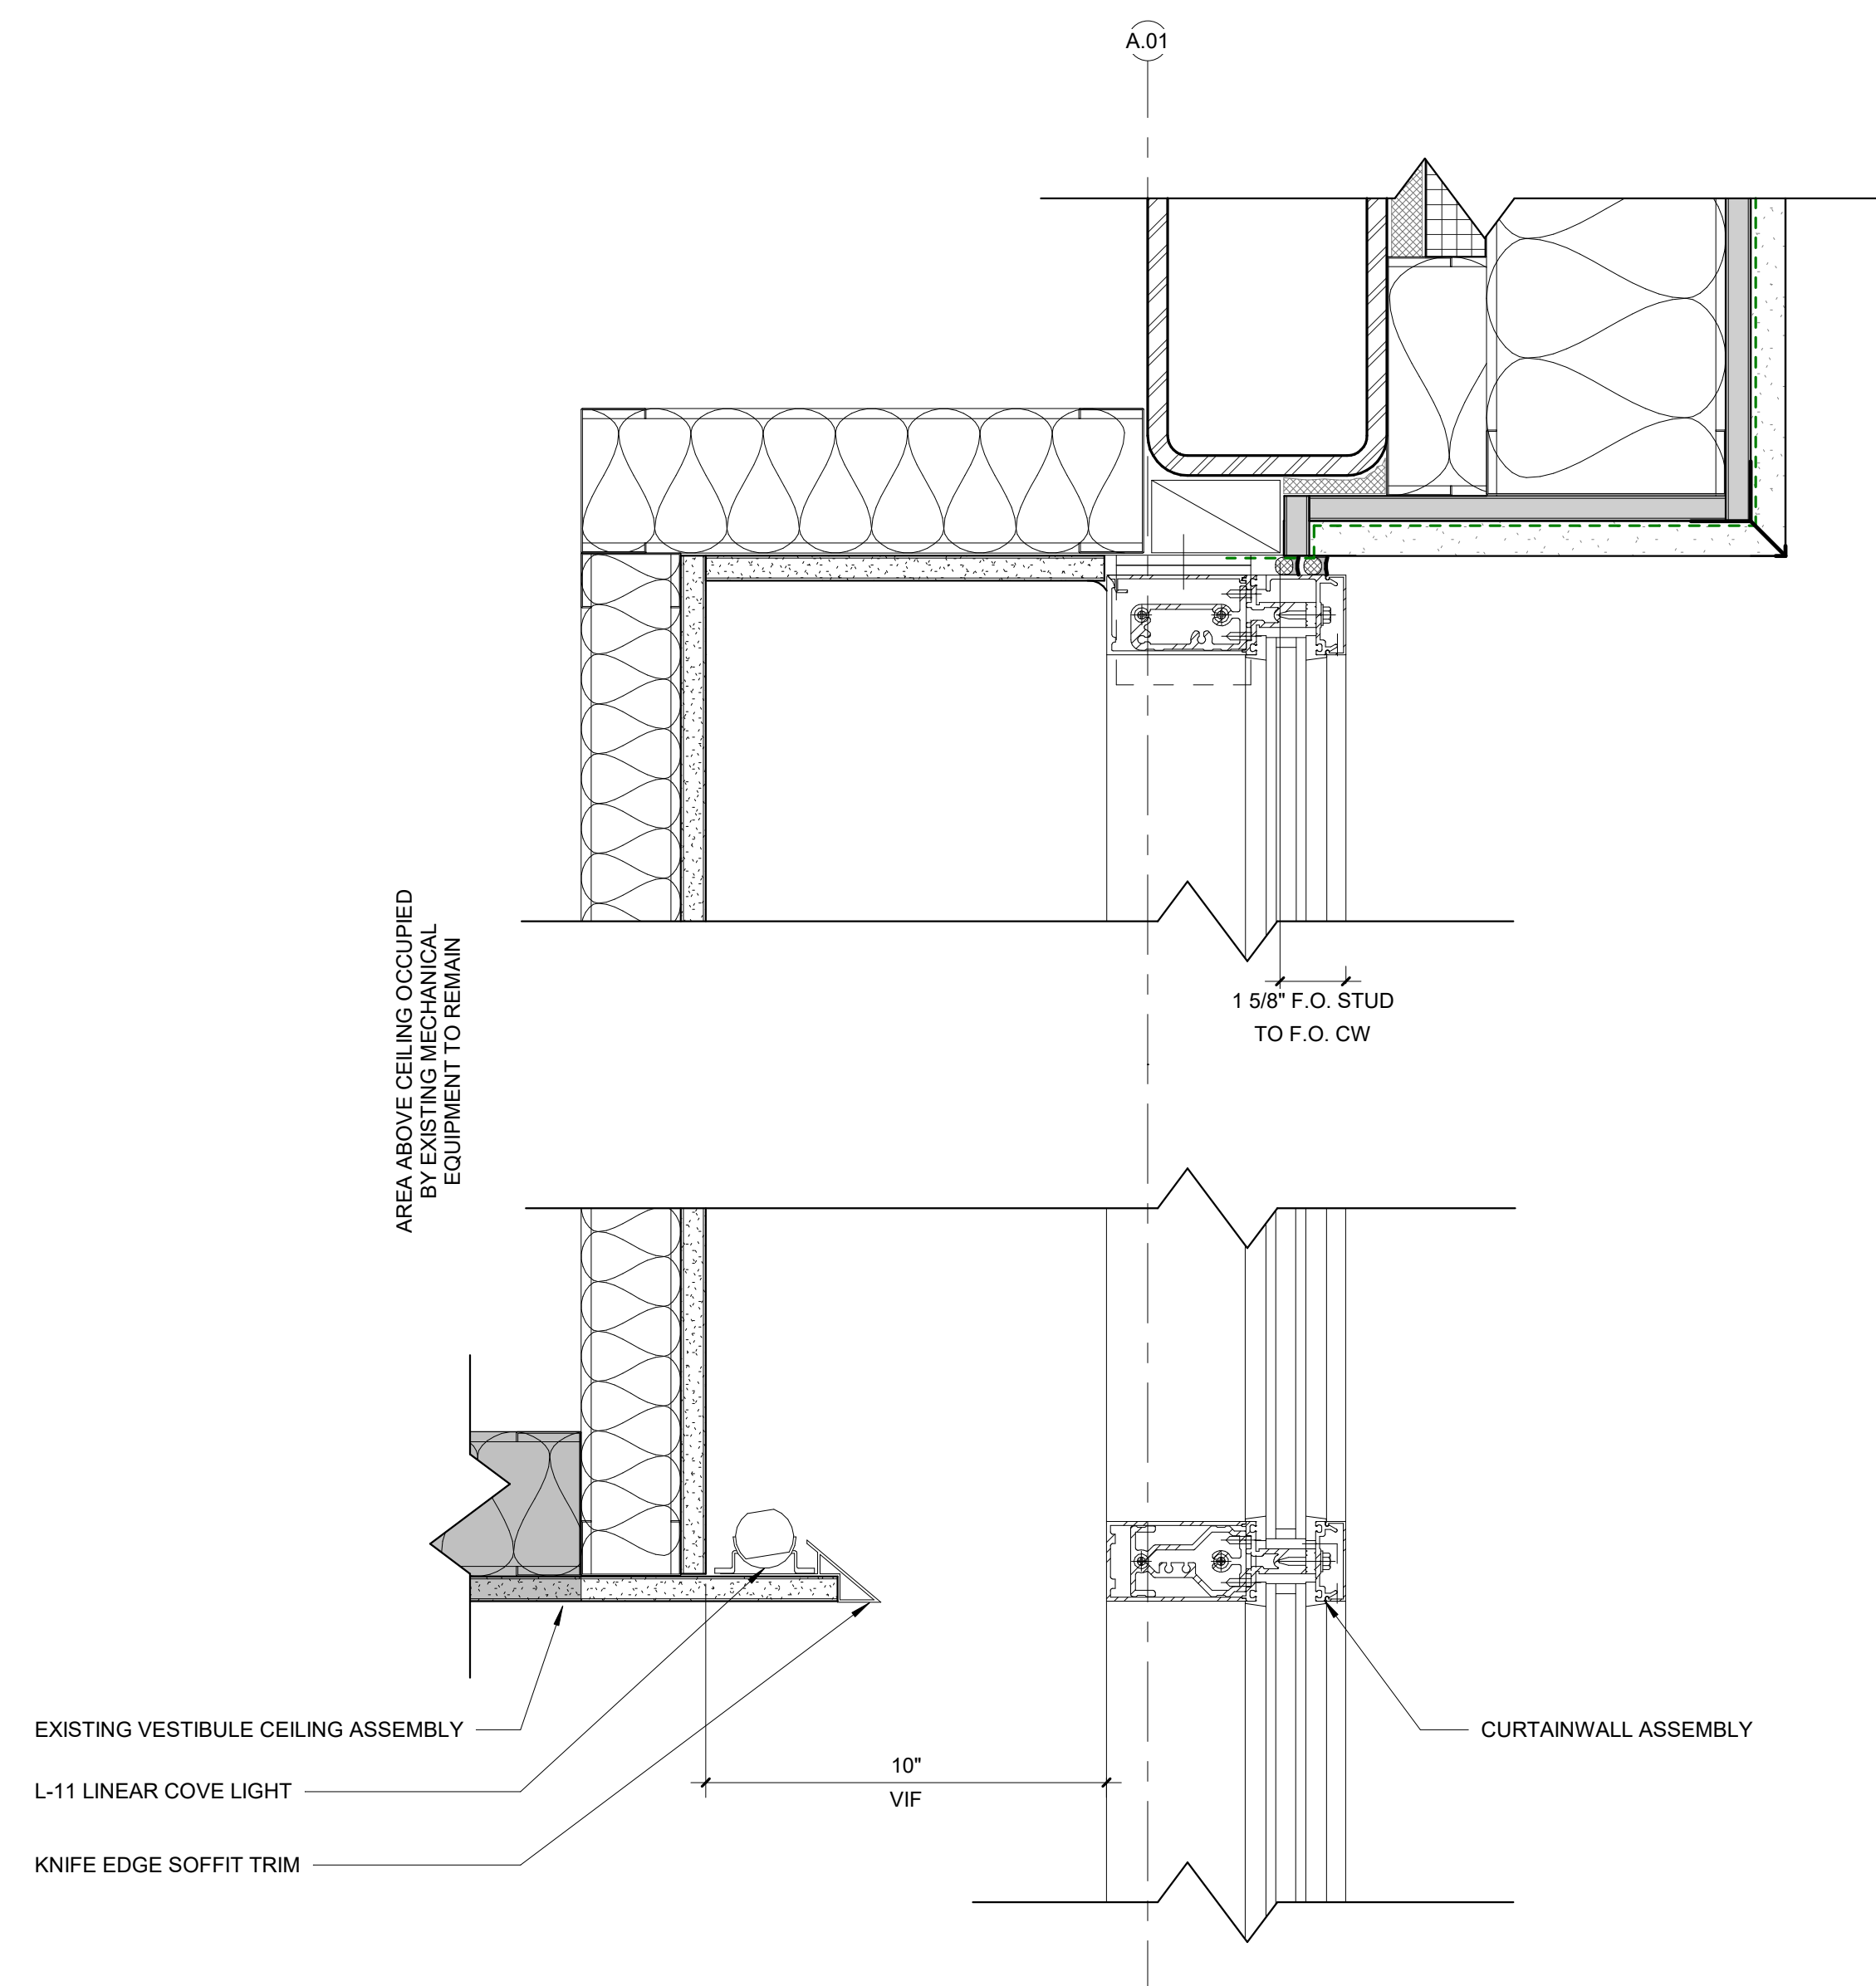 A.01
AREA ABOVE CEILING OCCUPIED
BY EXISTING MECHANICAL
EQUIPMENT TO REMAIN
1 5/8" F.O. STUD
TO F.O. CW
EXISTING VESTIBULE CEILING ASSEMBLY
CURTAINWALL ASSEMBLY
10"
L-11 LINEAR COVE LIGHT
VIF
KNIFE EDGE SOFFIT TRIM